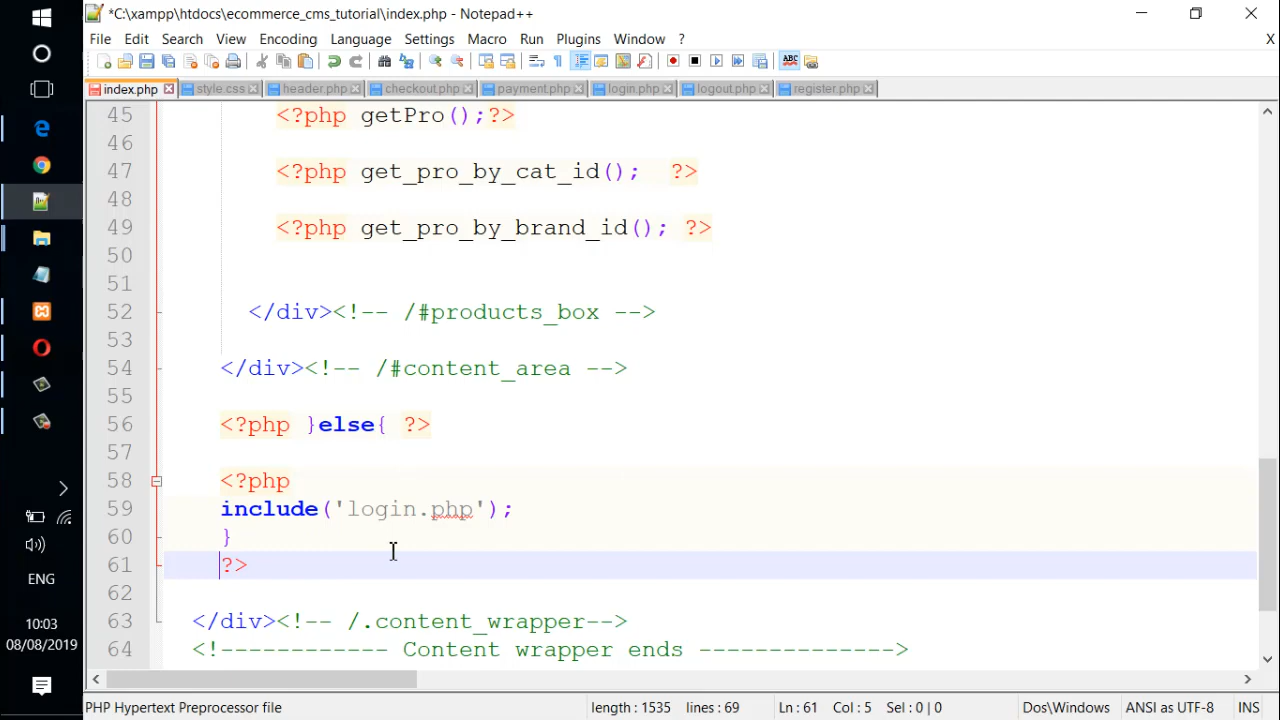 *C:\xampp\htdocs\ecommerce_cms_tutorial\index.php - Notepad++
File Edit Search View Encoding Language Settings Macro Run Plugins Window ? X
index.php style.css header.php checkout.php payment.php login.php logout.php register.php
45 <?php getPro();?>
46
47 <?php get_pro_by_cat_id(); ?>
48
49 <?php get_pro_by_brand_id(); ?>
50
51
52 </div><!-- /#products_box -->
53
54 </div><!-- /#content_area -->
55
56 <?php }else{ ?>
57
58 <?php
59 include('login.php');
60 }
61 ?>
62
63 </div><!-- /.content_wrapper-->
64 <!------------ Content wrapper ends -------------->
PHP Hypertext Preprocessor file length : 1535 lines : 69 Ln : 61 Col : 5 Sel : 0 | 0 Dos\Windows ANSI as UTF-8 INS
ENG
10:03
08/08/2019
ABC